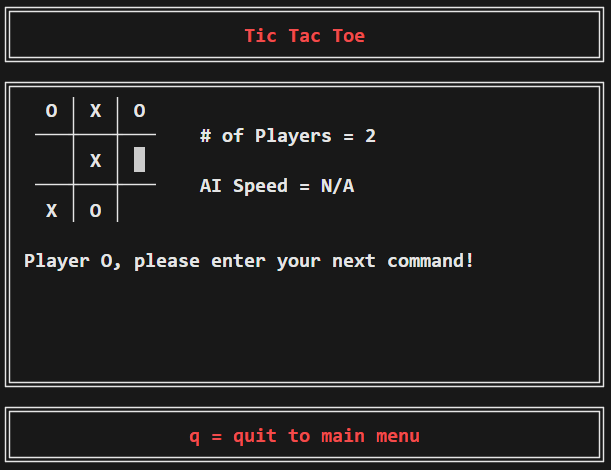 Tic Tac Toe
O X O
# of Players = 2
X
AI Speed = N/A
X O
Player O, please enter your next command!
q = quit to main menu